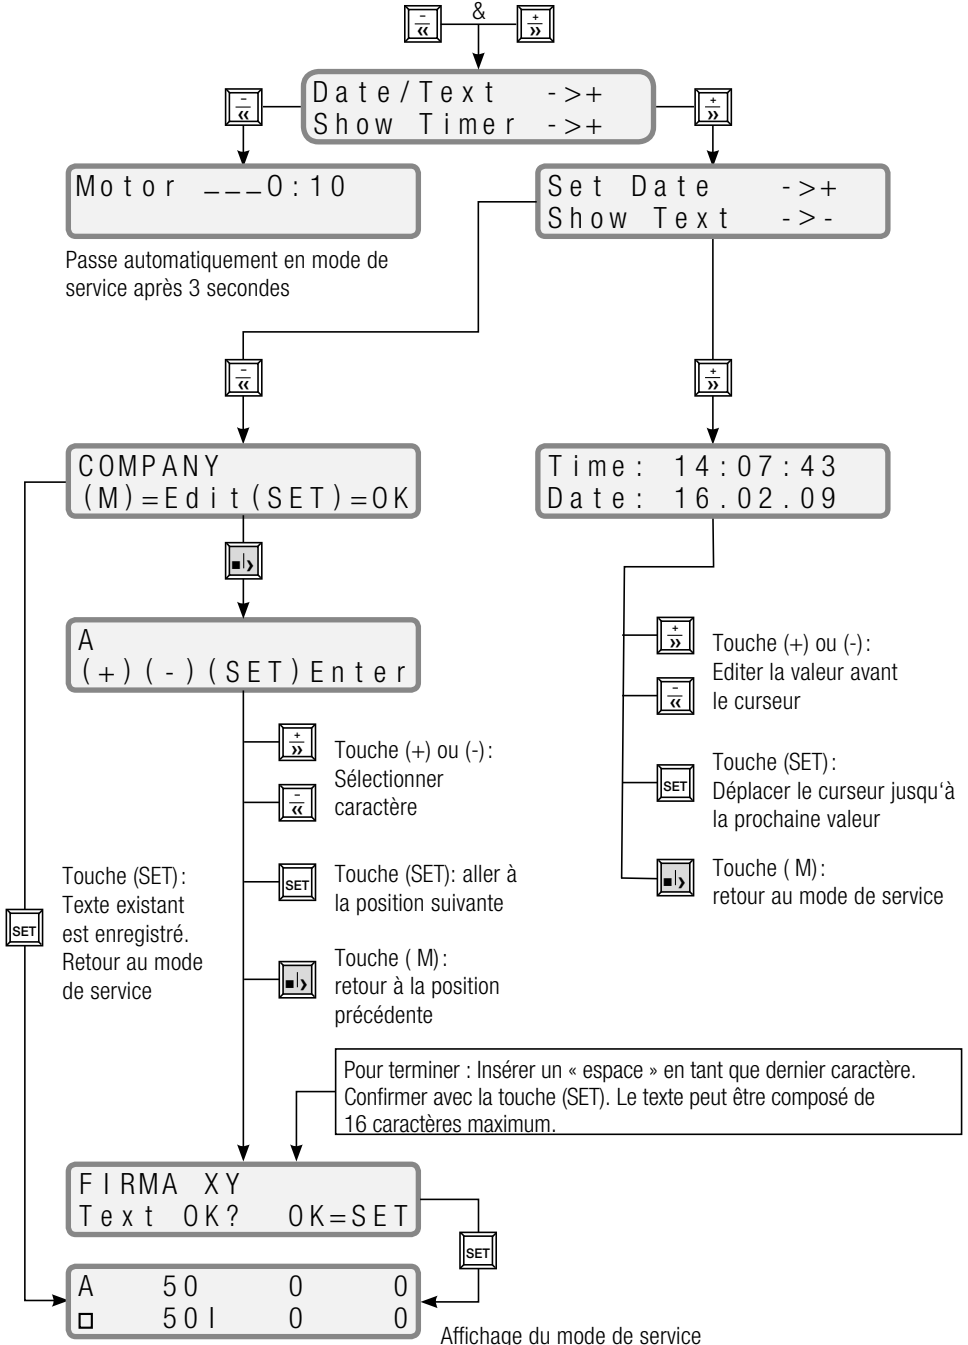 - « & + »
Date/Text ->+
Show Timer ->+
- «
+ »
Motor ___0:10
Set Date ->+
Show Text ->-
Passe automatiquement en mode de
service après 3 secondes
- «
+ »
COMPANY
(M)=Edit(SET)=OK
Time: 14:07:43
Date: 16.02.09
A
(+)(-)(SET)Enter
+ »
- «
Touche (+) ou (-):
Editer la valeur avant
le curseur
SET
Touche (SET):
Déplacer le curseur jusqu‘à
la prochaine valeur
Touche ( M):
retour au mode de service
+ »
- «
Touche (+) ou (-):
Sélectionner
caractère
SET
Touche (SET): aller à
la position suivante
Touche ( M):
retour à la position
précédente
SET
Touche (SET):
Texte existant
est enregistré.
Retour au mode
de service
Pour terminer : Insérer un « espace » en tant que dernier caractère.
Confirmer avec la touche (SET). Le texte peut être composé de
16 caractères maximum.
FIRMA XY
Text OK? OK=SET
SET
A 50 0 0
50l 0 0
Affichage du mode de service